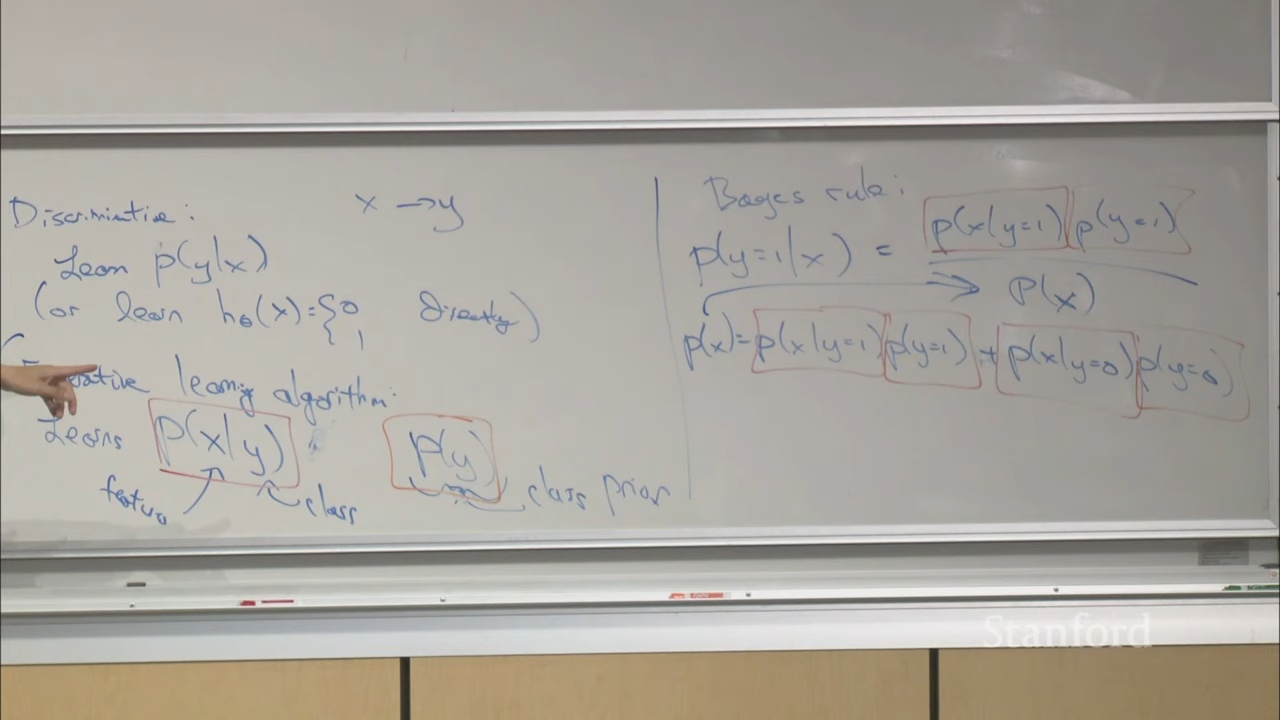 Discriminative:
x → y
Learn p(y|x)
(or learn hθ(x) = { 0 1 directly)
learning algorithm:
Learns p(x|y) p(y)
feature class class prior
Bayes rule:
p(y=1|x) = p(x|y=1) p(y=1)
p(x)
p(x) = p(x|y=1) p(y=1) + p(x|y=0) p(y=0)
Stanford